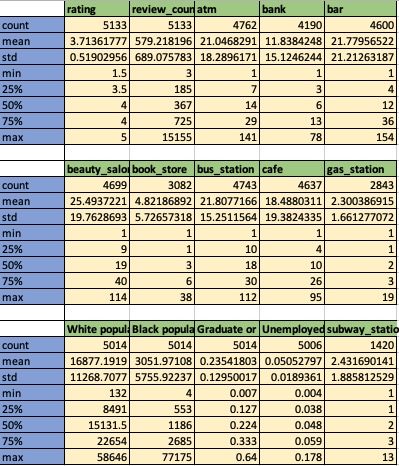 rating review_coun atm bank bar
count 5133 5133 4762 4190 4600
mean 3.71361777 579.218196 21.0468291 11.8384248 21.77956522
std 0.51902956 689.075783 18.2896171 15.1246244 21.21263187
min 1.5 3 1 1 1
25% 3.5 185 7 3 4
50% 4 367 14 6 12
75% 4 725 29 13 36
max 5 15155 141 78 154
beauty_salo book_store bus_station cafe gas_station
count 4699 3082 4743 4637 2843
mean 25.4937221 4.82186892 21.8077166 18.4880311 2.300386915
std 19.7628693 5.72657318 15.2511564 19.3824335 1.661277072
min 1 1 1 1 1
25% 9 1 10 4 1
50% 19 3 18 10 2
75% 40 6 30 26 3
max 114 38 112 95 19
White popula Black popula Graduate or Unemployed subway_statio
count 5014 5014 5014 5006 1420
mean 16877.1919 3051.97108 0.23541803 0.05052797 2.431690141
std 11268.7077 5755.92237 0.12950017 0.0189361 1.885812529
min 132 4 0.007 0.004 1
25% 8491 553 0.127 0.038 1
50% 15131.5 1186 0.224 0.048 2
75% 22654 2685 0.333 0.059 3
max 58646 77175 0.64 0.178 13